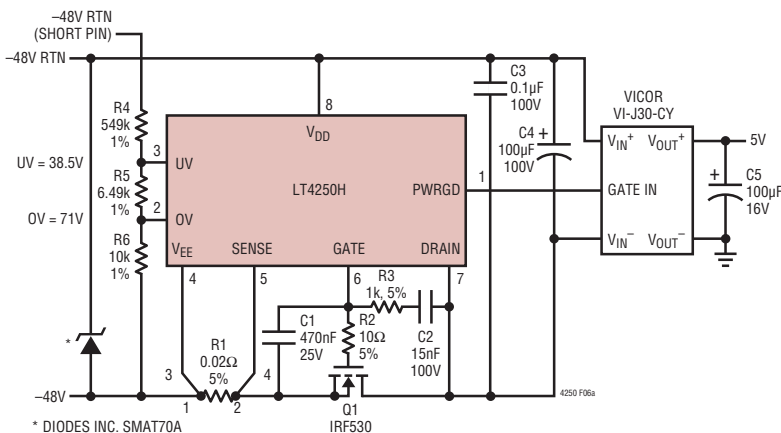 –48V RTN
(SHORT PIN)
–48V RTN
R4
549k
1%
UV = 38.5V
R5
6.49k
1%
OV = 71V
R6
10k
1%
*
–48V
* DIODES INC. SMAT70A
8
VDD
3
UV
LT4250H
PWRGD
1
2
OV
VEE
SENSE
GATE
DRAIN
4
5
6
7
R3
1k, 5%
C1
470nF
25V
R2
10Ω
5%
C2
15nF
100V
R1
0.02Ω
5%
3
4
1
2
Q1
IRF530
4250 F06a
C3
0.1µF
100V
C4
+
100µF
100V
VICOR
VI-J30-CY
VIN+
VOUT+
5V
GATE IN
VIN–
VOUT–
+
C5
100µF
16V